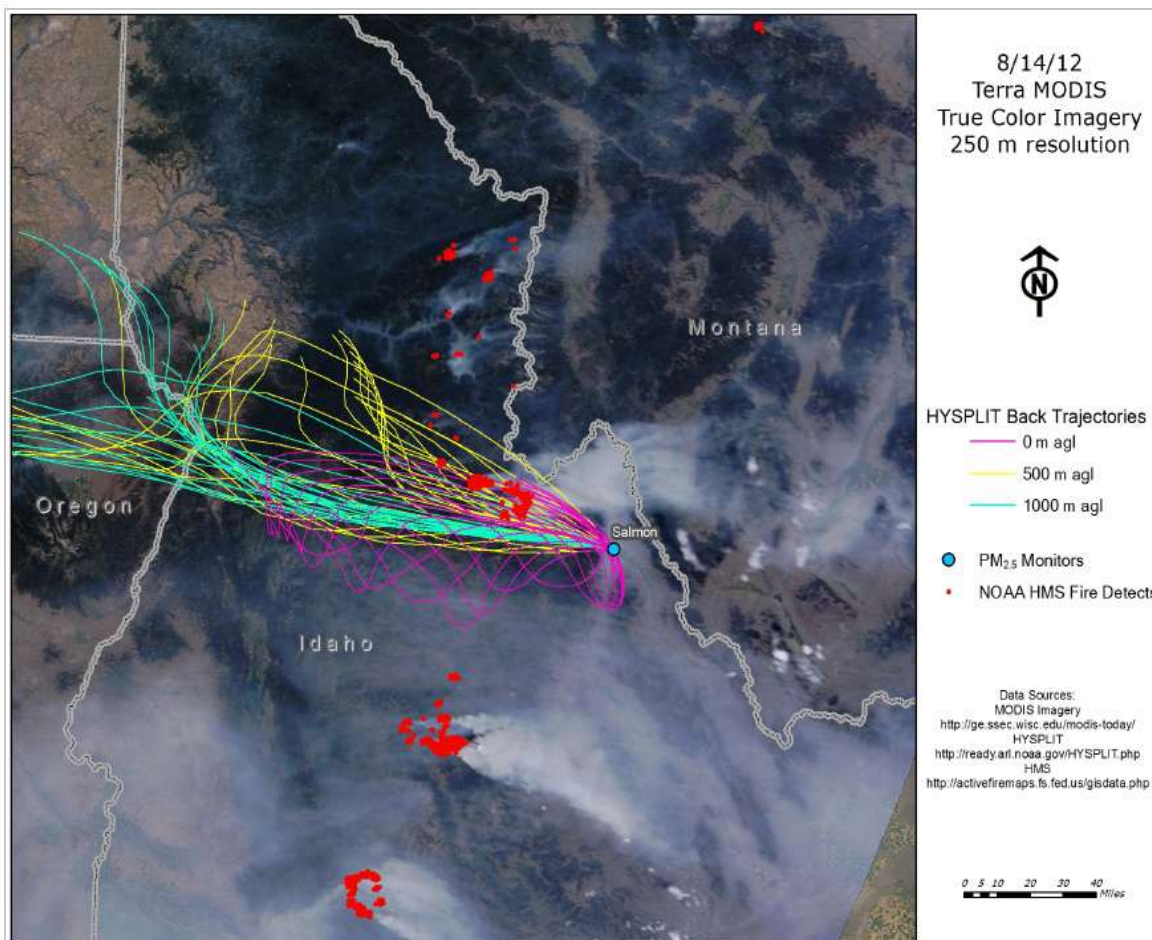 8/14/12
Terra MODIS
True Color Imagery
250 m resolution
N
Montana
HYSPLIT Back Trajectories
0 m agl
500 m agl
1000 m agl
Oregon
Salmon
PM2.5 Monitors
NOAA HMS Fire Detects
Idaho
Data Sources:
MODIS Imagery
http://ge.ssec.wisc.edu/modis-today/
HYSPLIT
http://ready.arl.noaa.gov/HYSPLIT.php
HMS
http://activefiremaps.fs.fed.us/gisdata.php
0 5 10 20 30 40
Miles